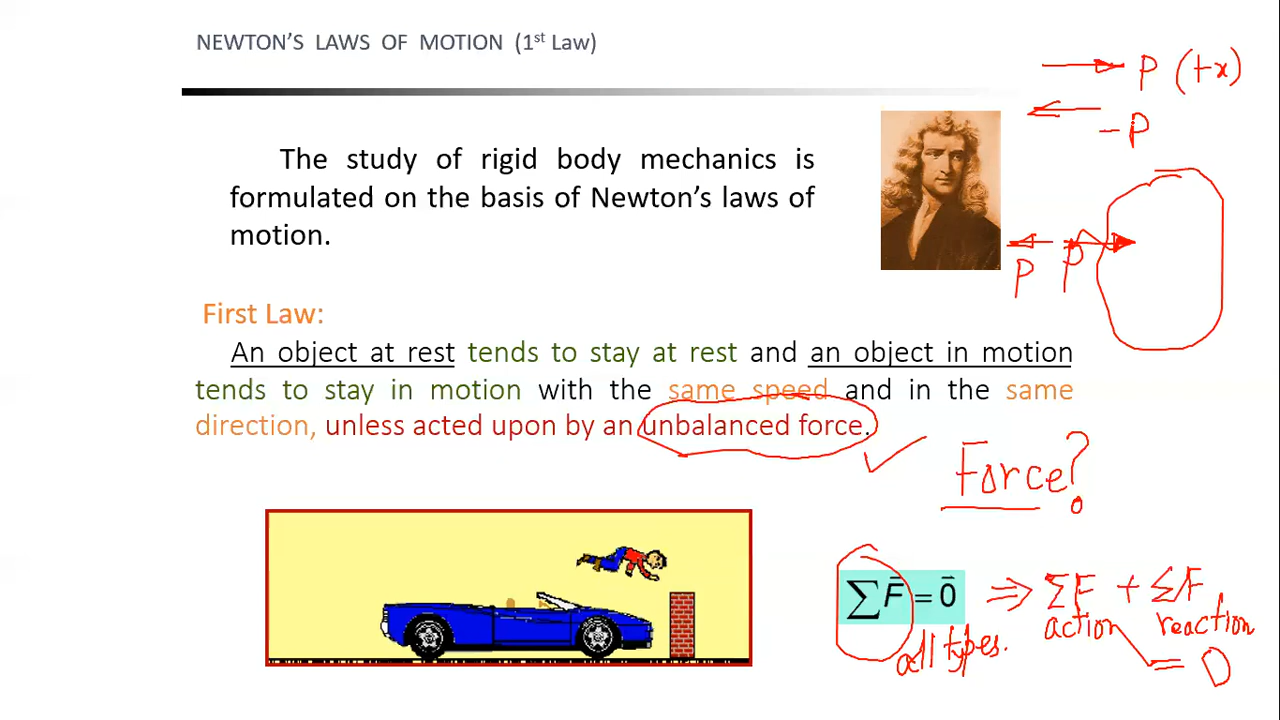 NEWTON'S LAWS OF MOTION (1st Law)
P (+x)
-P
The study of rigid body mechanics is
formulated on the basis of Newton's laws of
motion.
P P
First Law:
An object at rest tends to stay at rest and an object in motion
tends to stay in motion with the same speed and in the same
direction, unless acted upon by an unbalanced force.
Force?
∑F⃗ = 0⃗ ⇒ ΣF + ΣF
action reaction
all types.
= 0